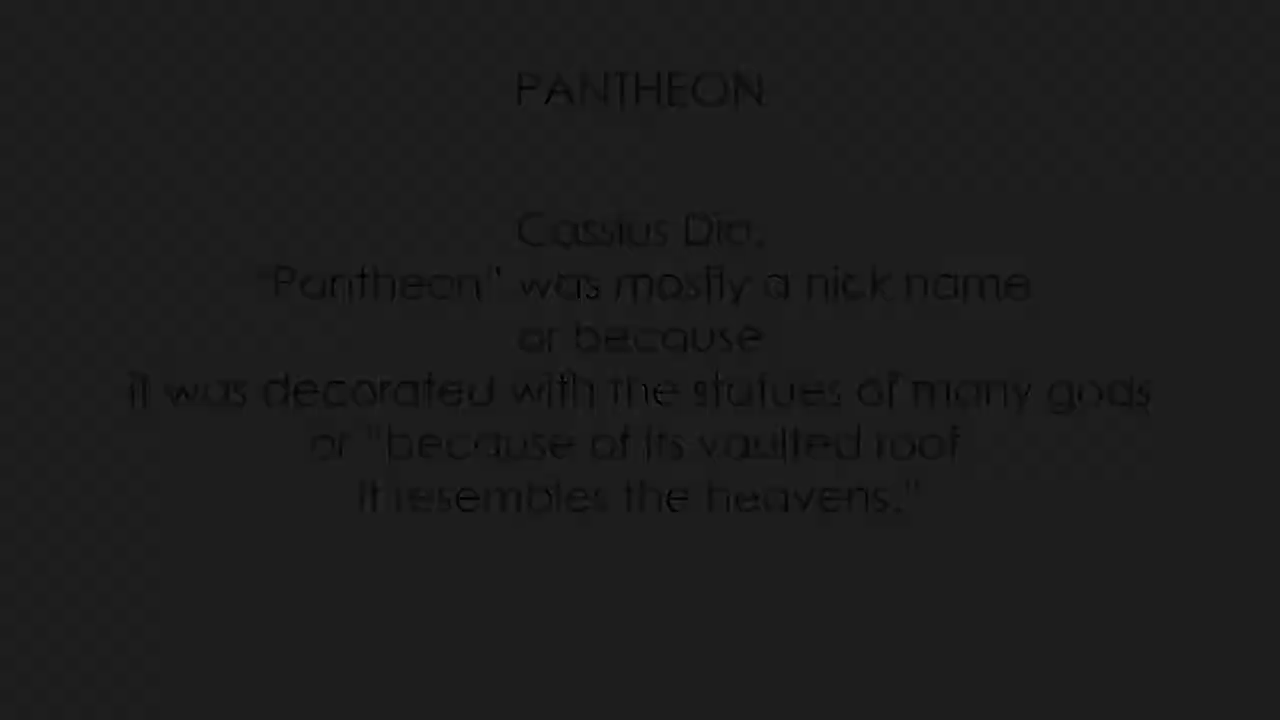 PANTHEON
Cassius Dio.
"Pantheon" was mostly a nick name
or because
it was decorated with the statues of many gods
or "because of its vaulted roof
it resembles the heavens."